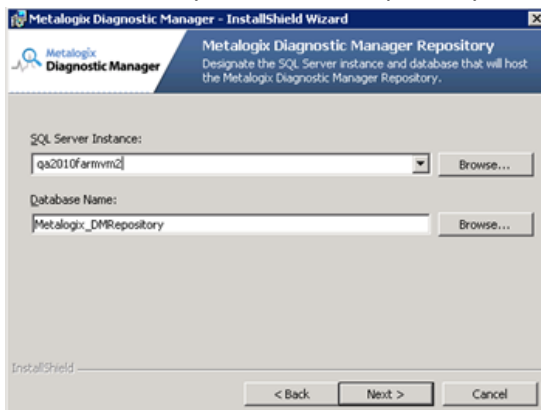 Metalogix Diagnostic Manager - InstallShield Wizard
Metalogix
Diagnostic Manager
Metalogix Diagnostic Manager Repository
Designate the SQL Server instance and database that will host
the Metalogix Diagnostic Manager Repository.
SQL Server Instance:
qa2010farmvm2
Browse...
Database Name:
Metalogix_DMRepository
Browse...
InstallShield
< Back
Next >
Cancel